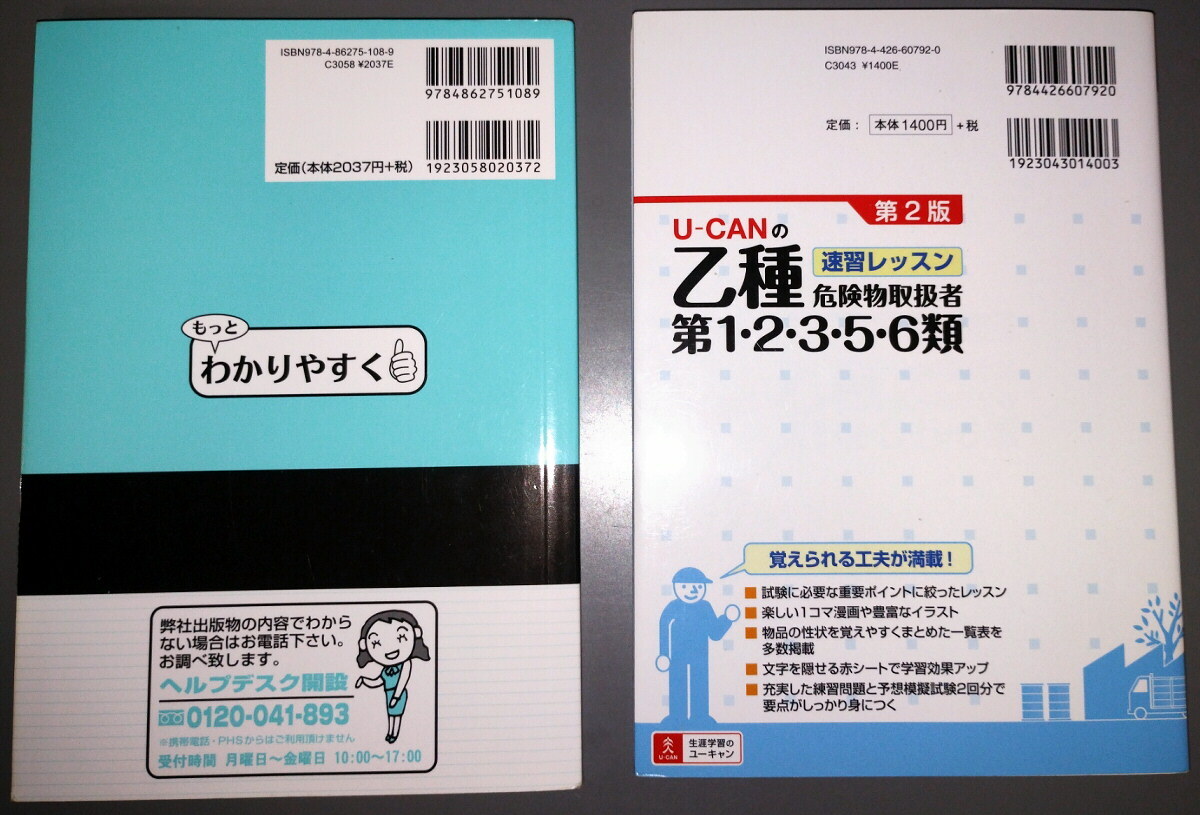 ISBN978-4-86275-108-9
C3058 ¥2037E
9784862751089
定価(本体2037円+税)
1923058020372
もっと
わかりやすく
弊社出版物の内容でわから
ない場合はお電話下さい。
お調べ致します。
ヘルプデスク開設
0120-041-893
※携帯電話・PHSからはご利用頂けません
受付時間 月曜日~金曜日 10:00~17:00
ISBN978-4-426-60792-0
C3043 ¥1400E
9784426607920
定価: 本体1400円 +税
1923043014003
第2版
U-CANの
乙種 速習レッスン
危険物取扱者
第1・2・3・5・6類
覚えられる工夫が満載!
■ 試験に必要な重要ポイントに絞ったレッスン
■ 楽しい1コマ漫画や豊富なイラスト
■ 物品の性状を覚えやすくまとめた一覧表を
多数掲載
■ 文字を隠せる赤シートで学習効果アップ
■ 充実した練習問題と予想模擬試験2回分で
要点がしっかり身につく
U-CAN
生涯学習の
ユーキャン